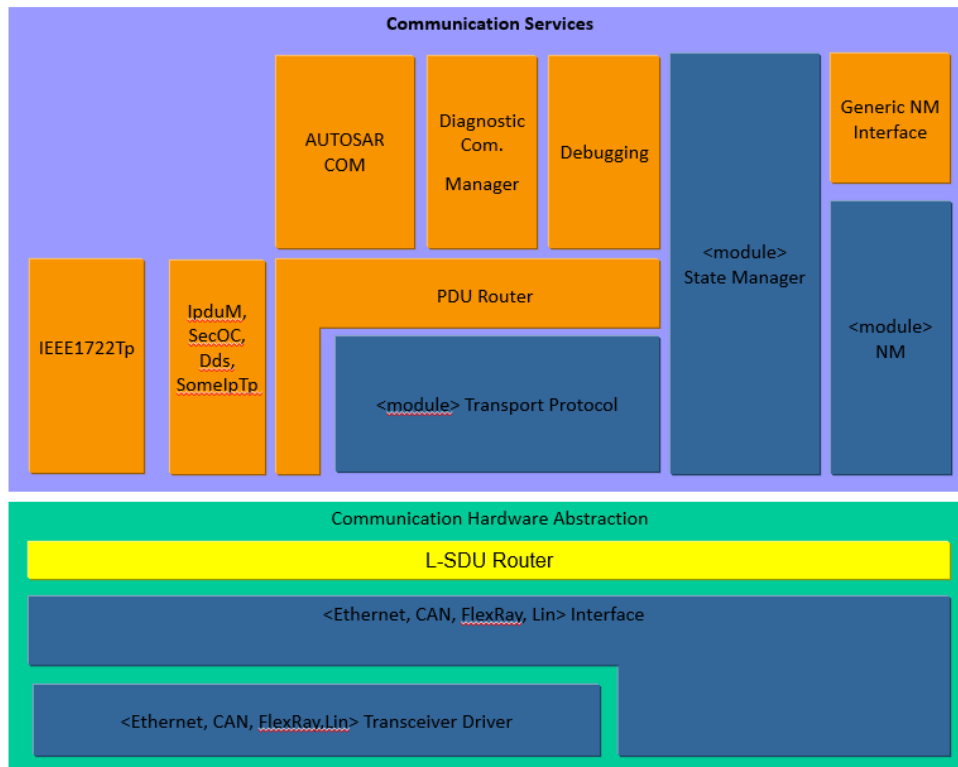 Communication Services
AUTOSAR
COM
Diagnostic
Com.
Manager
Debugging
<module>
State Manager
Generic NM
Interface
<module>
NM
IEEE1722Tp
IpduM,
SecOC,
Dds,
SomeIpTp
PDU Router
<module> Transport Protocol
Communication Hardware Abstraction
L-SDU Router
<Ethernet, CAN, FlexRay, Lin> Interface
<Ethernet, CAN, FlexRay,Lin> Transceiver Driver